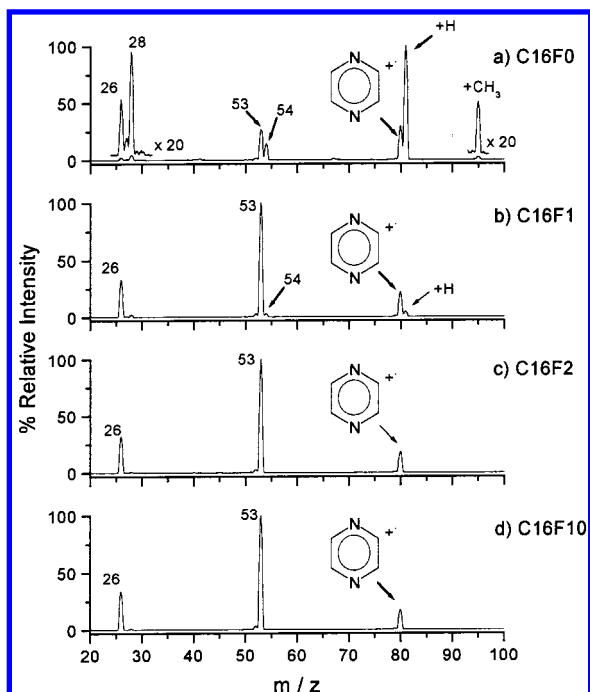 100
75
50
25
0
26
28
x 20
53
54
N
N
+·
+H
+CH3
x 20
a) C16F0
100
50
0
26
53
54
N
N
+·
+H
b) C16F1
100
50
0
26
53
N
N
+·
c) C16F2
100
50
0
26
53
N
N
+·
d) C16F10
20 30 40 50 60 70 80 90 100
m / z
% Relative Intensity